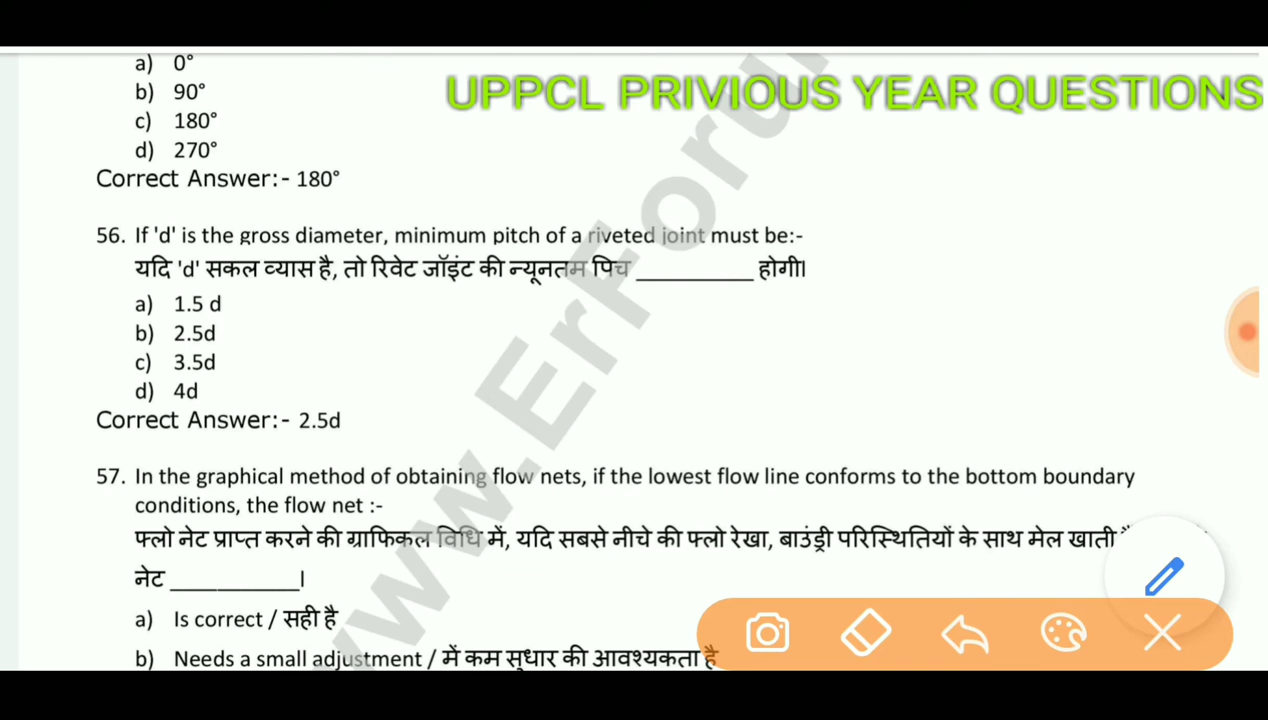 a) 0°
UPPCL PRIVIOUS YEAR QUESTIONS
b) 90°
c) 180°
d) 270°
Correct Answer:- 180°
56. If 'd' is the gross diameter, minimum pitch of a riveted joint must be:-
यदि 'd' सकल व्यास है, तो रिवेट जॉइंट की न्यूनतम पिच __________ होगी।
a) 1.5 d
b) 2.5d
c) 3.5d
d) 4d
Correct Answer:- 2.5d
57. In the graphical method of obtaining flow nets, if the lowest flow line conforms to the bottom boundary
conditions, the flow net :-
फ्लो नेट प्राप्त करने की ग्राफिकल विधि में, यदि सबसे नीचे की फ्लो रेखा, बाउंड्री परिस्थितियों के साथ मेल खाती
नेट ___________।
a) Is correct / सही है
b) Needs a small adjustment / में कम सुधार की आवश्यकता है
www.ErForu